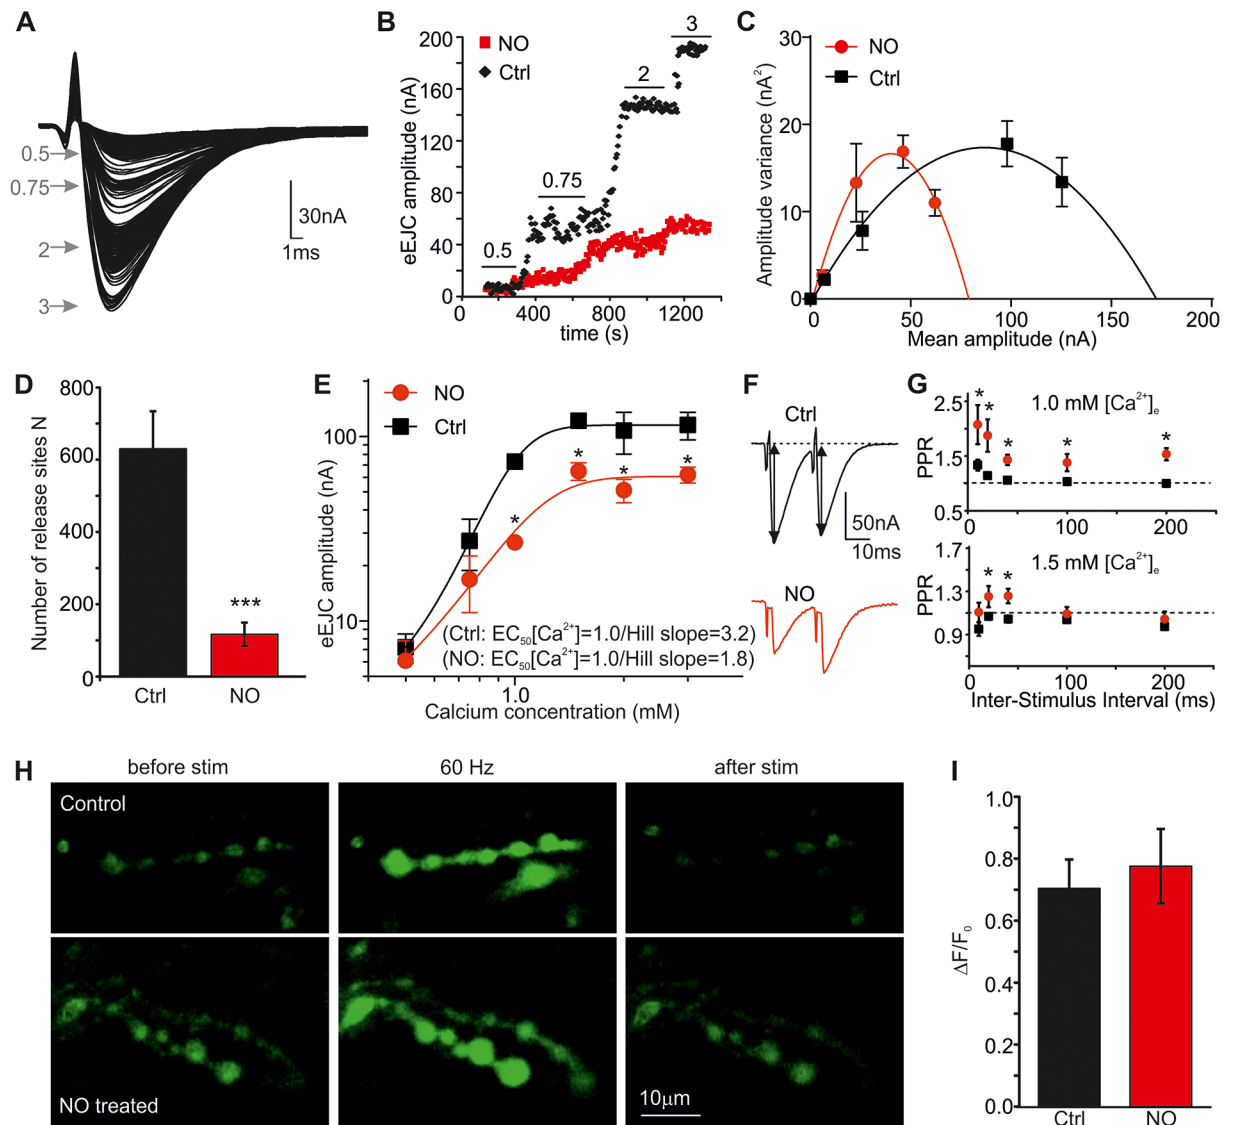 A
0.5
0.75
2
3
30nA
1ms
B
NO
Ctrl
0.5
0.75
2
3
eEJC amplitude (nA)
200
160
120
80
40
0
0 400 800 1200
time (s)
C
NO
Ctrl
Amplitude variance (nA²)
30
20
10
0
0 50 100 150 200
Mean amplitude (nA)
D
Number of release sites N
800
600
400
200
0
***
Ctrl NO
E
NO
Ctrl
eEJC amplitude (nA)
100
10
* * * *
(Ctrl: EC₅₀[Ca²⁺]=1.0/Hill slope=3.2)
(NO: EC₅₀[Ca²⁺]=1.0/Hill slope=1.8)
1.0
Calcium concentration (mM)
F
Ctrl
50nA
10ms
NO
G
1.0 mM [Ca²⁺]ₑ
PPR
2.5
1.5
0.5
* * * * *
0 100 200
1.5 mM [Ca²⁺]ₑ
PPR
1.7
1.3
0.9
* *
0 100 200
Inter-Stimulus Interval (ms)
H
before stim 60 Hz after stim
Control
NO treated
10µm
I
ΔF/F₀
1.0
0.8
0.6
0.4
0.2
0.0
Ctrl NO